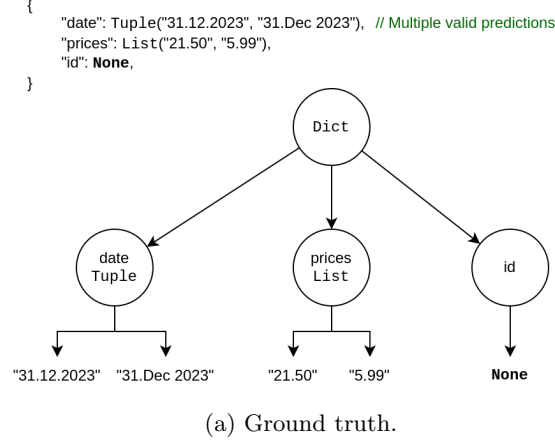 {
"date": Tuple("31.12.2023", "31.Dec 2023"), // Multiple valid predictions
"prices": List("21.50", "5.99"),
"id": None,
}
Dict
date
Tuple
prices
List
id
"31.12.2023" "31.Dec 2023" "21.50" "5.99" None
(a) Ground truth.